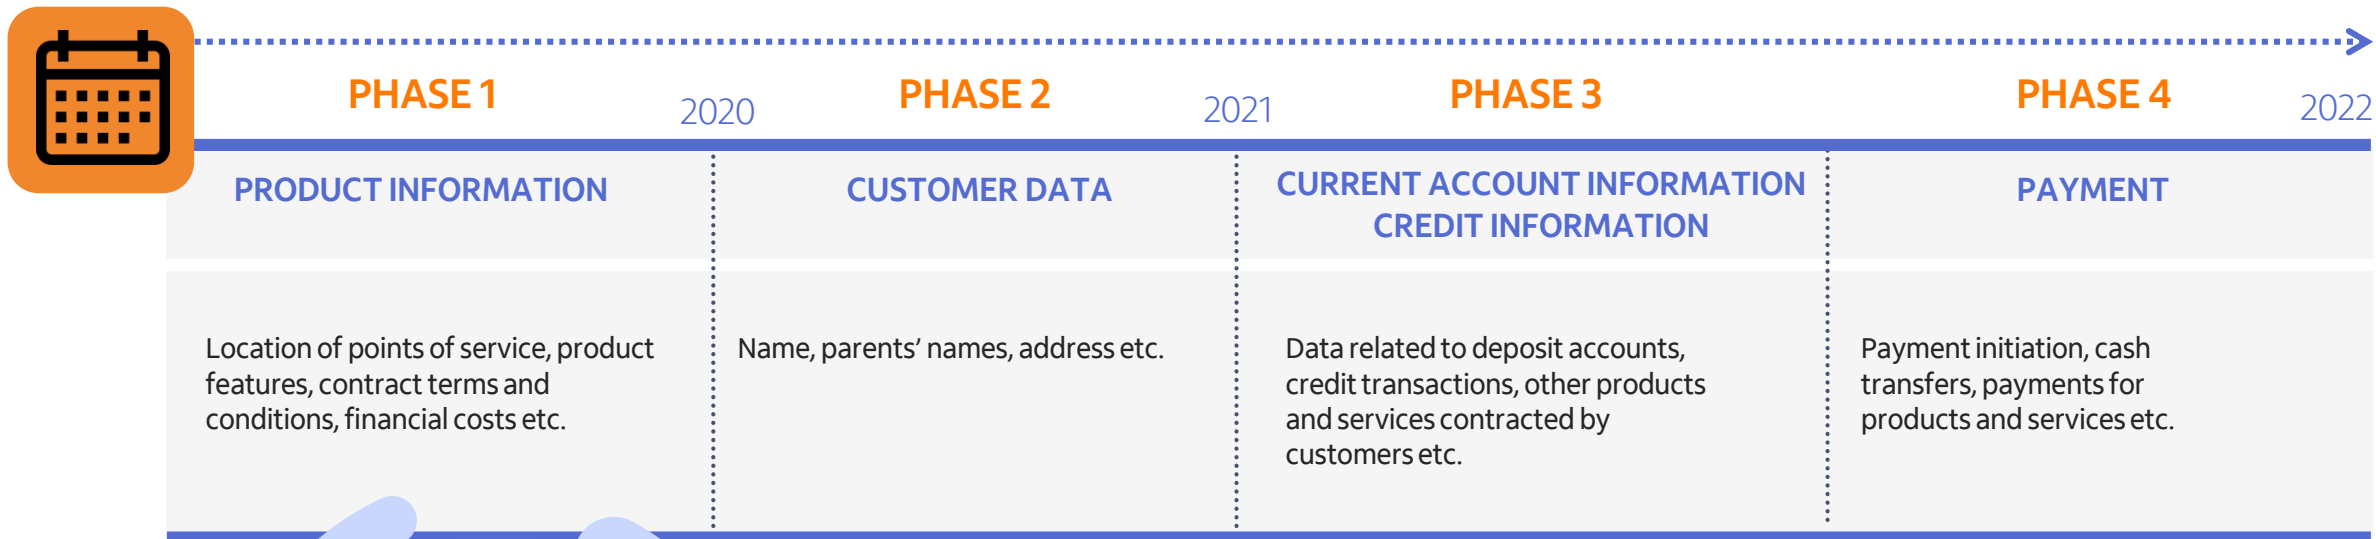 PHASE 1
2020
PHASE 2
2021
PHASE 3
PHASE 4
2022
PRODUCT INFORMATION
CUSTOMER DATA
CURRENT ACCOUNT INFORMATION
CREDIT INFORMATION
PAYMENT
Location of points of service, product
features, contract terms and
conditions, financial costs etc.
Name, parents’ names, address etc.
Data related to deposit accounts,
credit transactions, other products
and services contracted by
customers etc.
Payment initiation, cash
transfers, payments for
products and services etc.